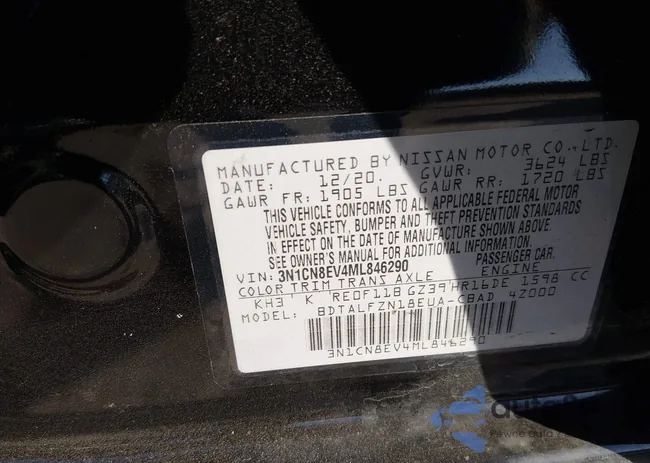 MANUFACTURED BY NISSAN MOTOR CO.,LTD.
DATE: 12/20. GVWR: 3624 LBS
GAWR FR: 1905 LBS GAWR RR: 1720 LBS
THIS VEHICLE CONFORMS TO ALL APPLICABLE FEDERAL MOTOR
VEHICLE SAFETY, BUMPER AND THEFT PREVENTION STANDARDS
IN EFFECT ON THE DATE OF MANUFACTURE SHOWN ABOVE.
SEE OWNER'S MANUAL FOR ADDITIONAL INFORMATION.
VIN: 3N1CN8EV4ML846290 PASSENGER CAR.
COLOR TRIM TRANS AXLE ENGINE
KH3 K RE0F11B GZ39 HR16DE 1598 CC
MODEL: BDTALFZN18EUA-CBAD 4Z000
3N1CN8EV4ML846290